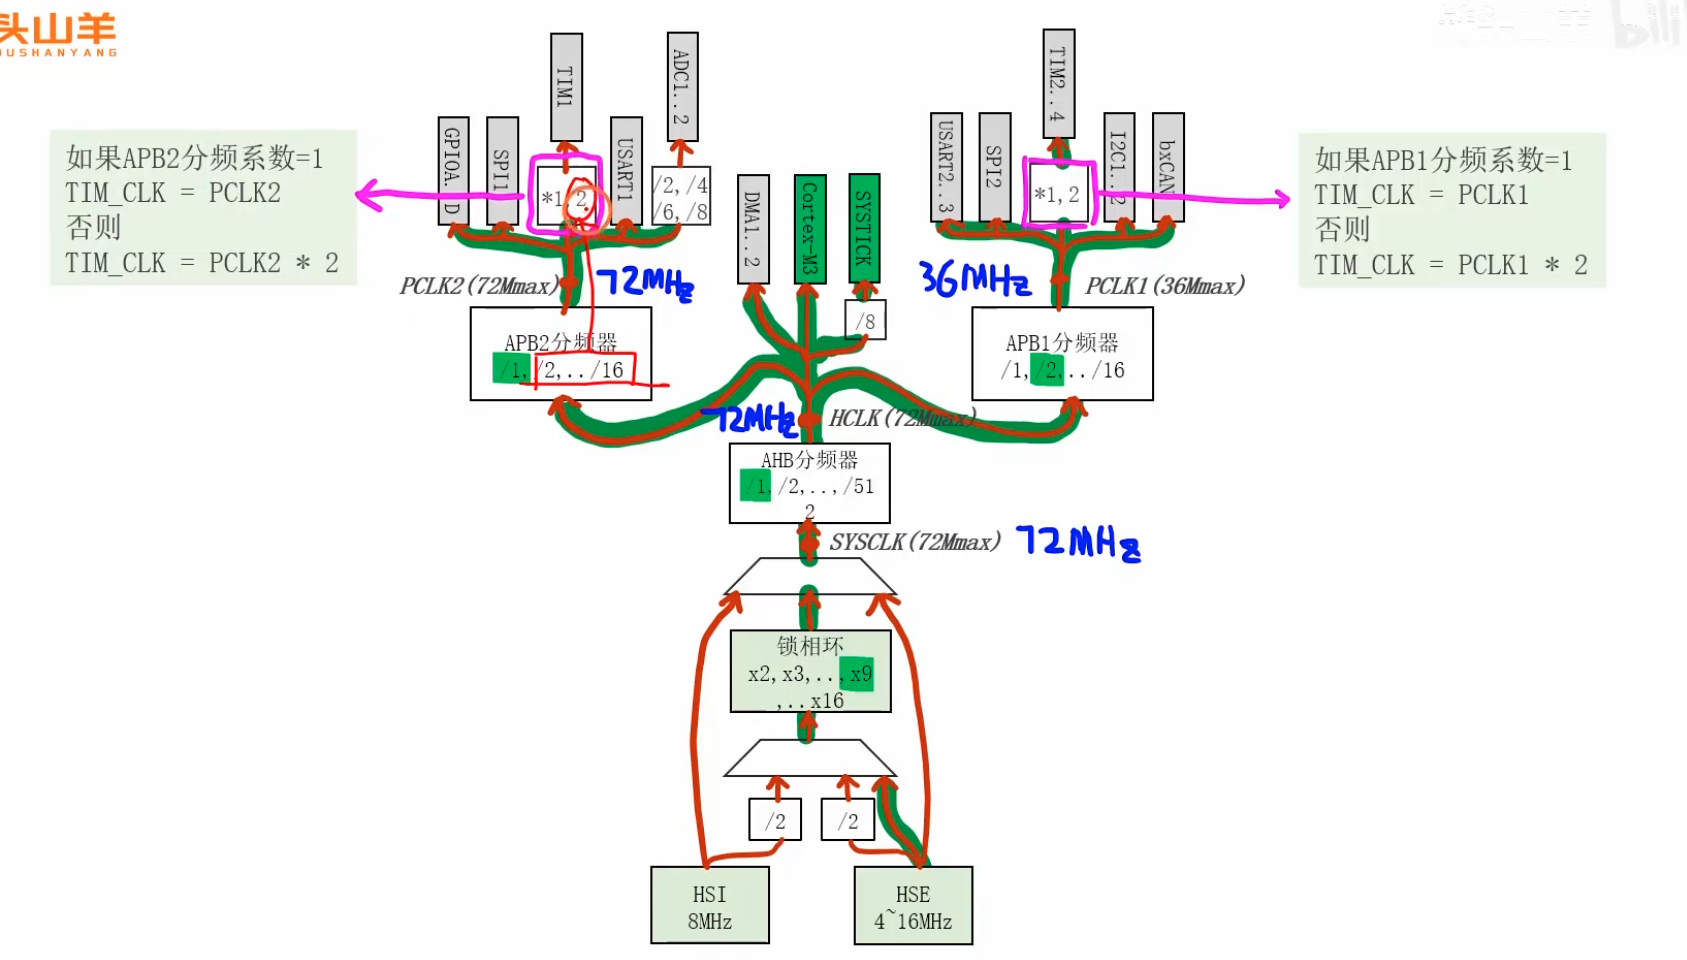 头山羊
OUSHANYANG
bili
TIM1
ADC1..2
TIM2..4
GPIOA
D
SPI1
USART1
USART2..3
SPI2
I2C1..2
bxCAN
如果APB2分频系数=1
TIM_CLK = PCLK2
否则
TIM_CLK = PCLK2 * 2
*1,2
/2,/4
/6,/8
DMA1..2
Cortex-M3
SYSTICK
*1,2
如果APB1分频系数=1
TIM_CLK = PCLK1
否则
TIM_CLK = PCLK1 * 2
PCLK2(72Mmax)
72MHz
36MHz
PCLK1(36Mmax)
/8
APB2分频器
/1,/2,../16
APB1分频器
/1,/2,../16
72MHz
HCLK(72Mmax)
AHB分频器
/1,/2,..,/51
2
SYSCLK(72Mmax)
72MHz
锁相环
x2,x3,..,x9
,..x16
/2
/2
HSI
8MHz
HSE
4~16MHz